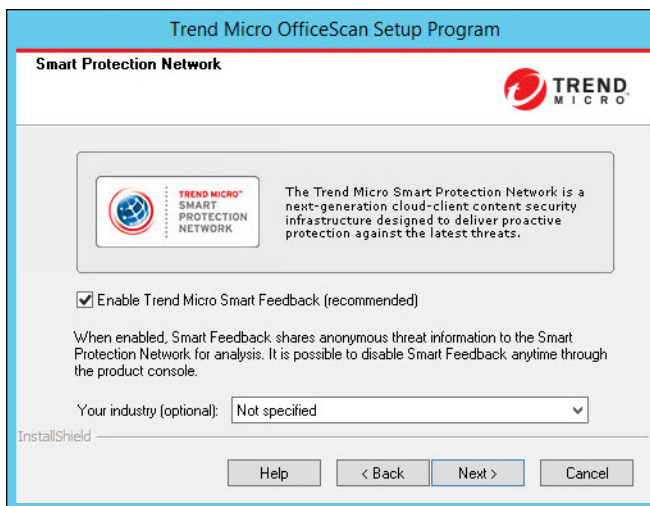 Trend Micro OfficeScan Setup Program
Smart Protection Network
TREND
MICRO™
TREND MICRO™
SMART
PROTECTION
NETWORK
The Trend Micro Smart Protection Network is a
next-generation cloud-client content security
infrastructure designed to deliver proactive
protection against the latest threats.
Enable Trend Micro Smart Feedback (recommended)
When enabled, Smart Feedback shares anonymous threat information to the Smart
Protection Network for analysis. It is possible to disable Smart Feedback anytime through
the product console.
Your industry (optional): Not specified
InstallShield
Help < Back Next > Cancel